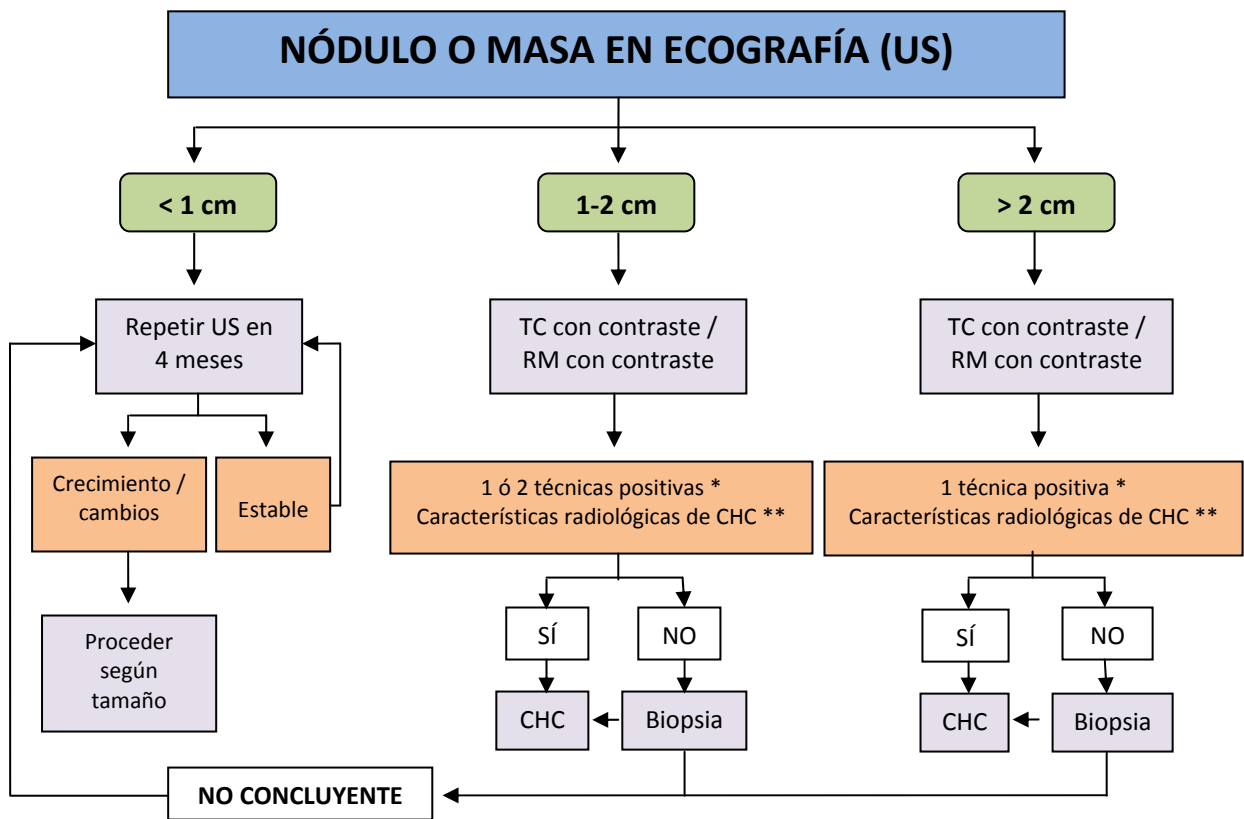 NÓDULO O MASA EN ECOGRAFÍA (US)
< 1 cm
1-2 cm
> 2 cm
Repetir US en
4 meses
TC con contraste /
RM con contraste
TC con contraste /
RM con contraste
Crecimiento /
cambios
Estable
1 ó 2 técnicas positivas *
Características radiológicas de CHC **
1 técnica positiva *
Características radiológicas de CHC **
Proceder
según
tamaño
SÍ
NO
SÍ
NO
CHC
Biopsia
CHC
Biopsia
NO CONCLUYENTE